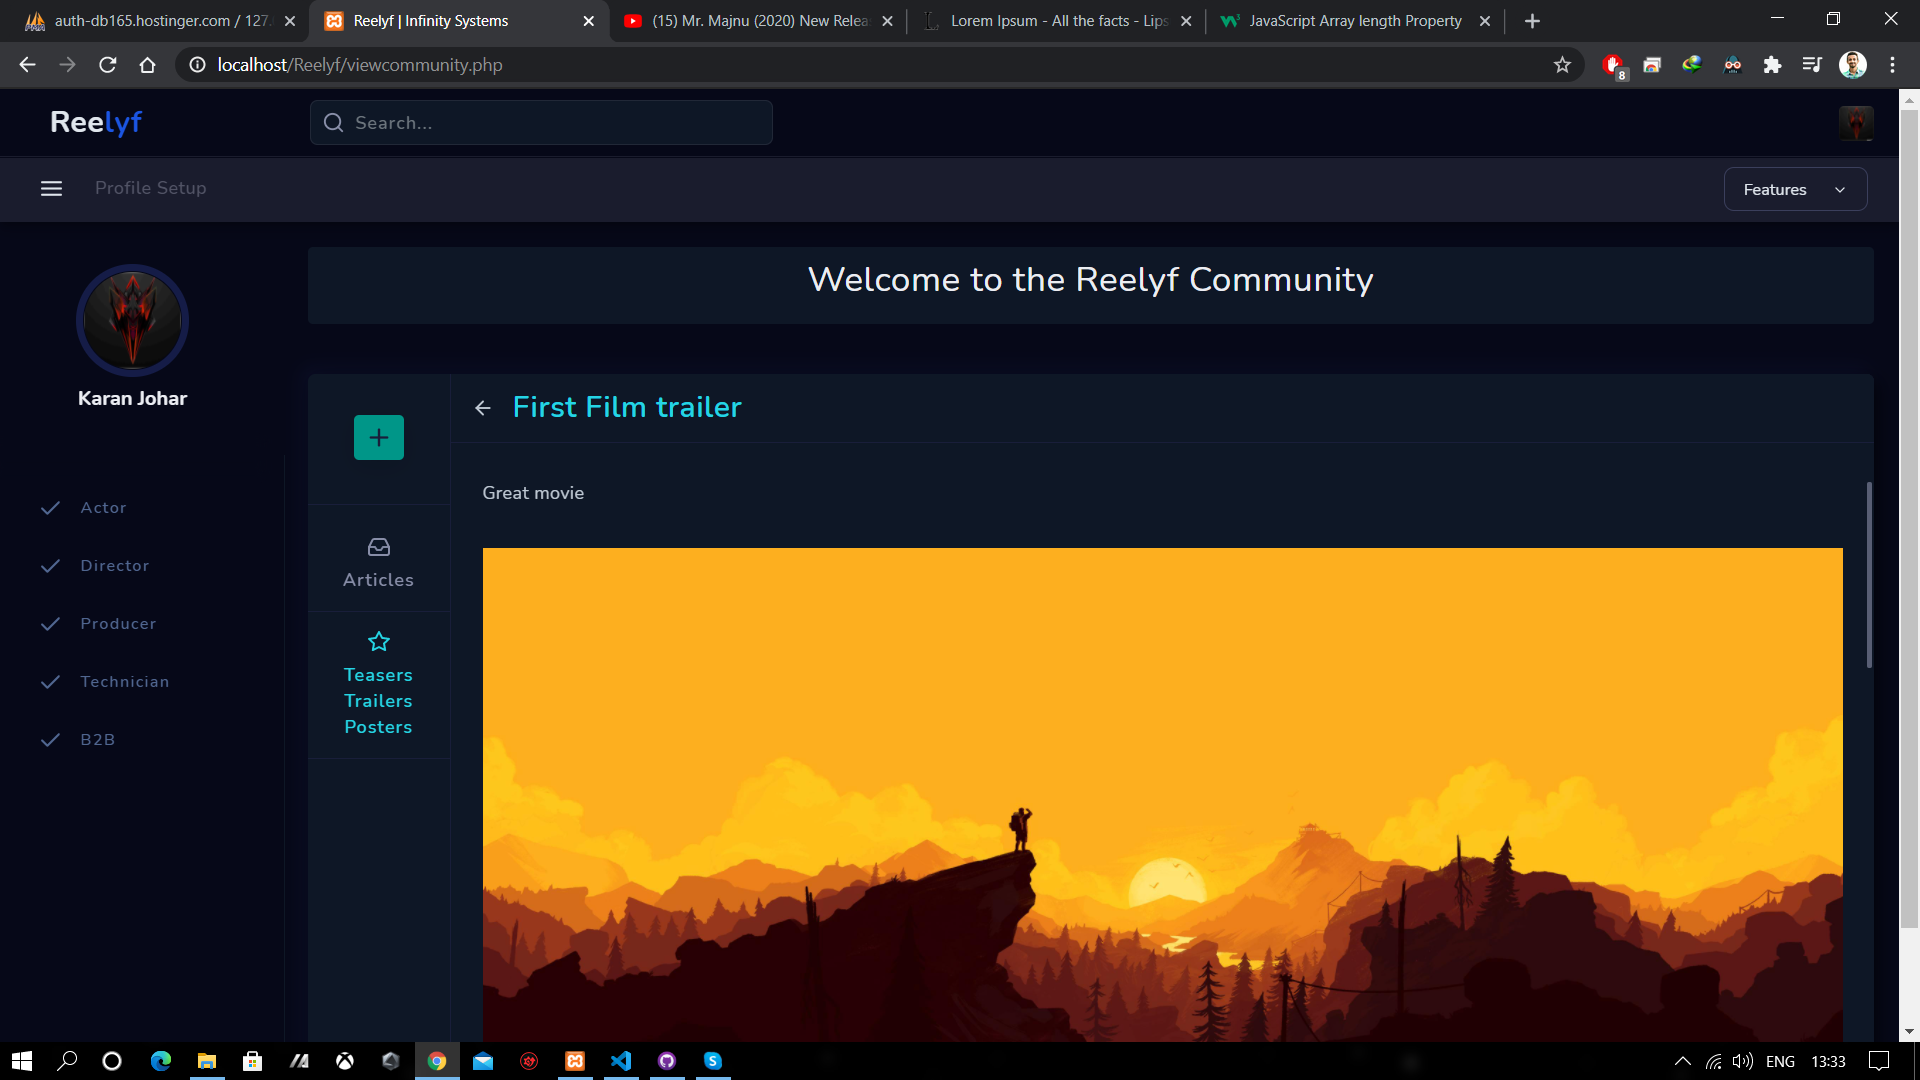 auth-db165.hostinger.com / 127.
Reelyf | Infinity Systems
(15) Mr. Majnu (2020) New Relea
Lorem Ipsum - All the facts - Lips
JavaScript Array length Property
localhost/Reelyf/viewcommunity.php
8
Reelyf
Search...
Profile Setup
Features
Karan Johar
Actor
Director
Producer
Technician
B2B
Welcome to the Reelyf Community
First Film trailer
Articles
Teasers
Trailers
Posters
Great movie
ENG
13:33